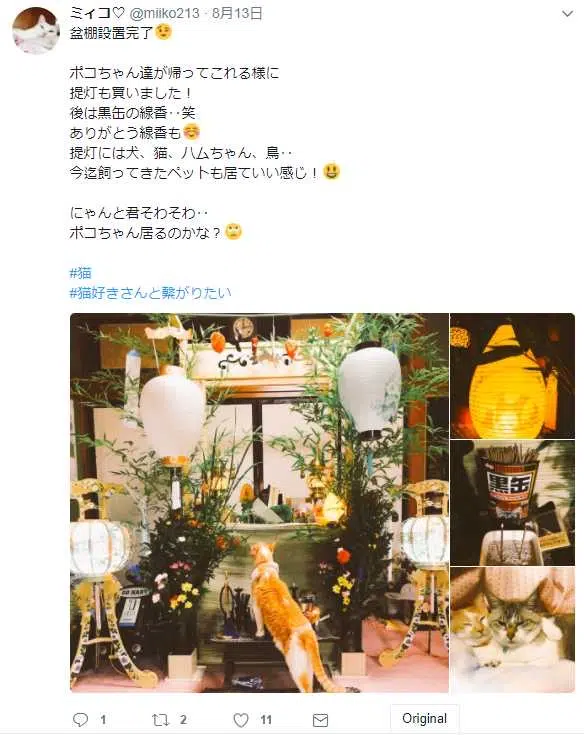 ミィコ♡ @miiko213 · 8月13日
盆棚設置完了😉
ポコちゃん達が帰ってこれる様に
提灯も買いました！
後は黒缶の線香‥笑
ありがとう線香も☺️
提灯には犬、猫、ハムちゃん、鳥‥
今迄飼ってきたペットも居ていい感じ！😃
にゃんと君そわそわ‥
ポコちゃん居るのかな？🙄
#猫
#猫好きさんと繋がりたい
黒缶
1
2
11
Original